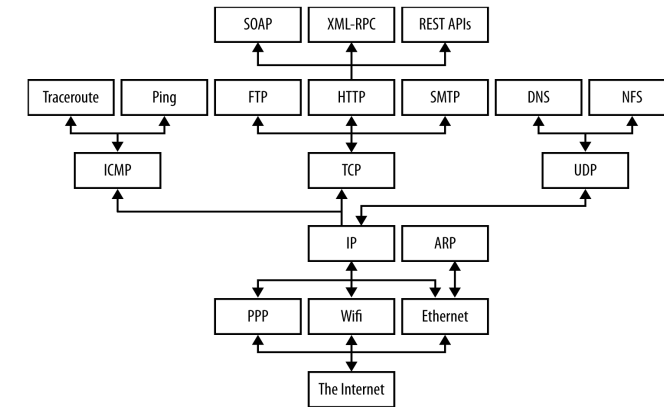 SOAP
XML-RPC
REST APIs
Traceroute
Ping
FTP
HTTP
SMTP
DNS
NFS
ICMP
TCP
UDP
IP
ARP
PPP
Wifi
Ethernet
The Internet